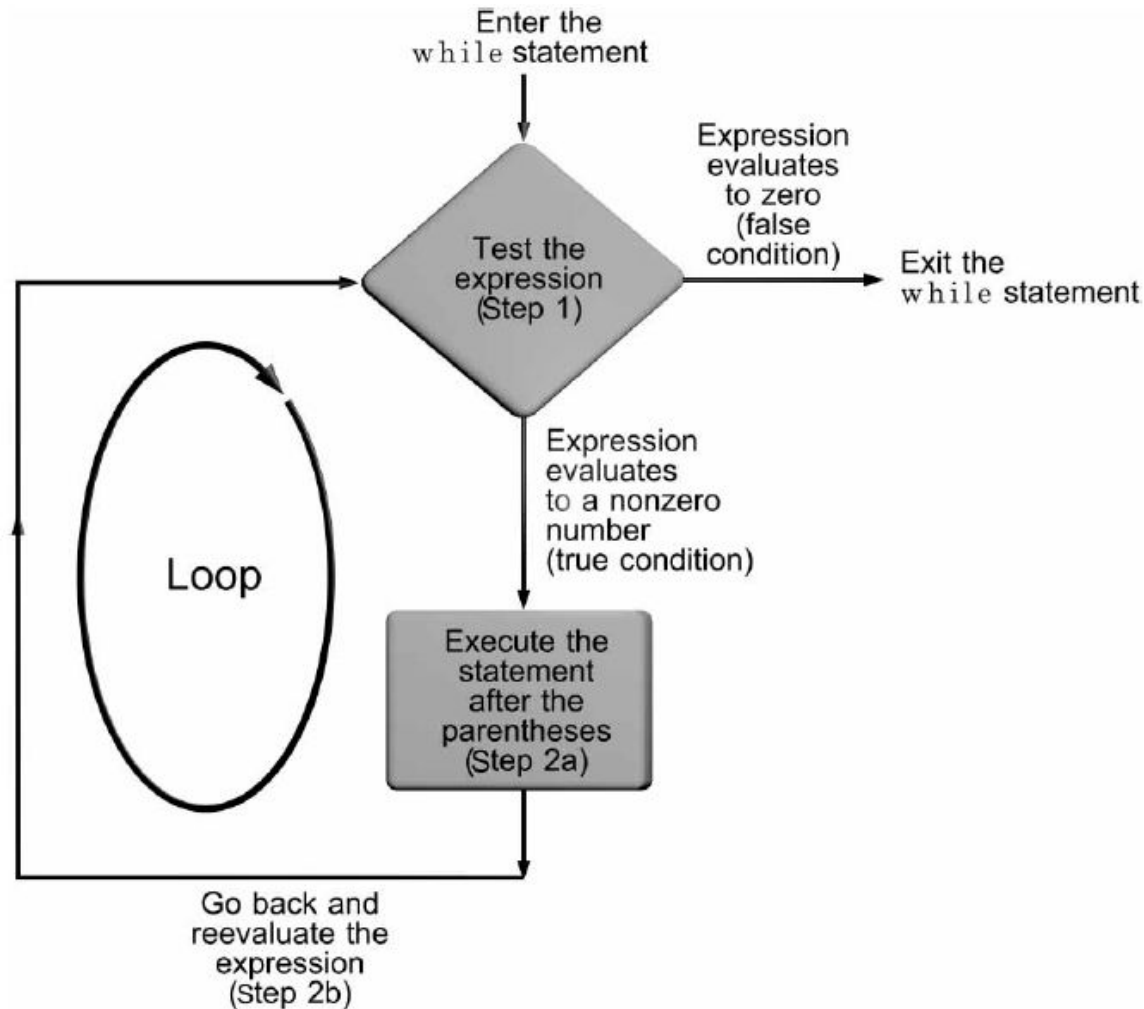 Enter the
while statement
Expression
evaluates
to zero
(false
condition)
Test the
expression
(Step 1)
Exit the
while statement
Expression
evaluates
to a nonzero
number
(true condition)
Loop
Execute the
statement
after the
parentheses
(Step 2a)
Go back and
reevaluate the
expression
(Step 2b)